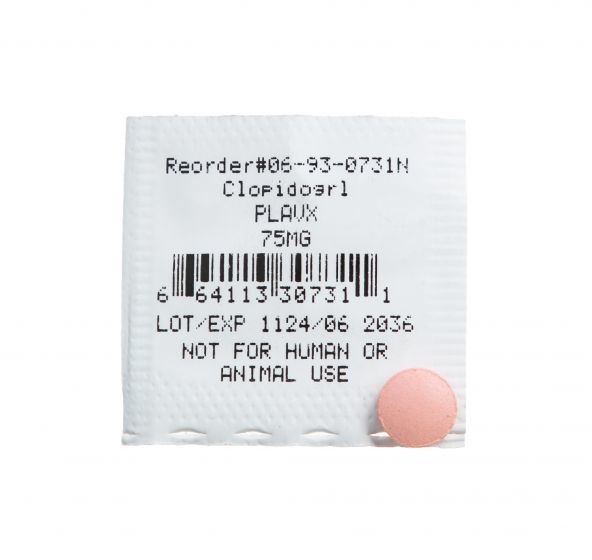 Reorder#06-93-0731N
Clopidogrl
PLAVX
75MG
6 64113 30731 1
LOT/EXP 1124/06 2036
NOT FOR HUMAN OR
ANIMAL USE